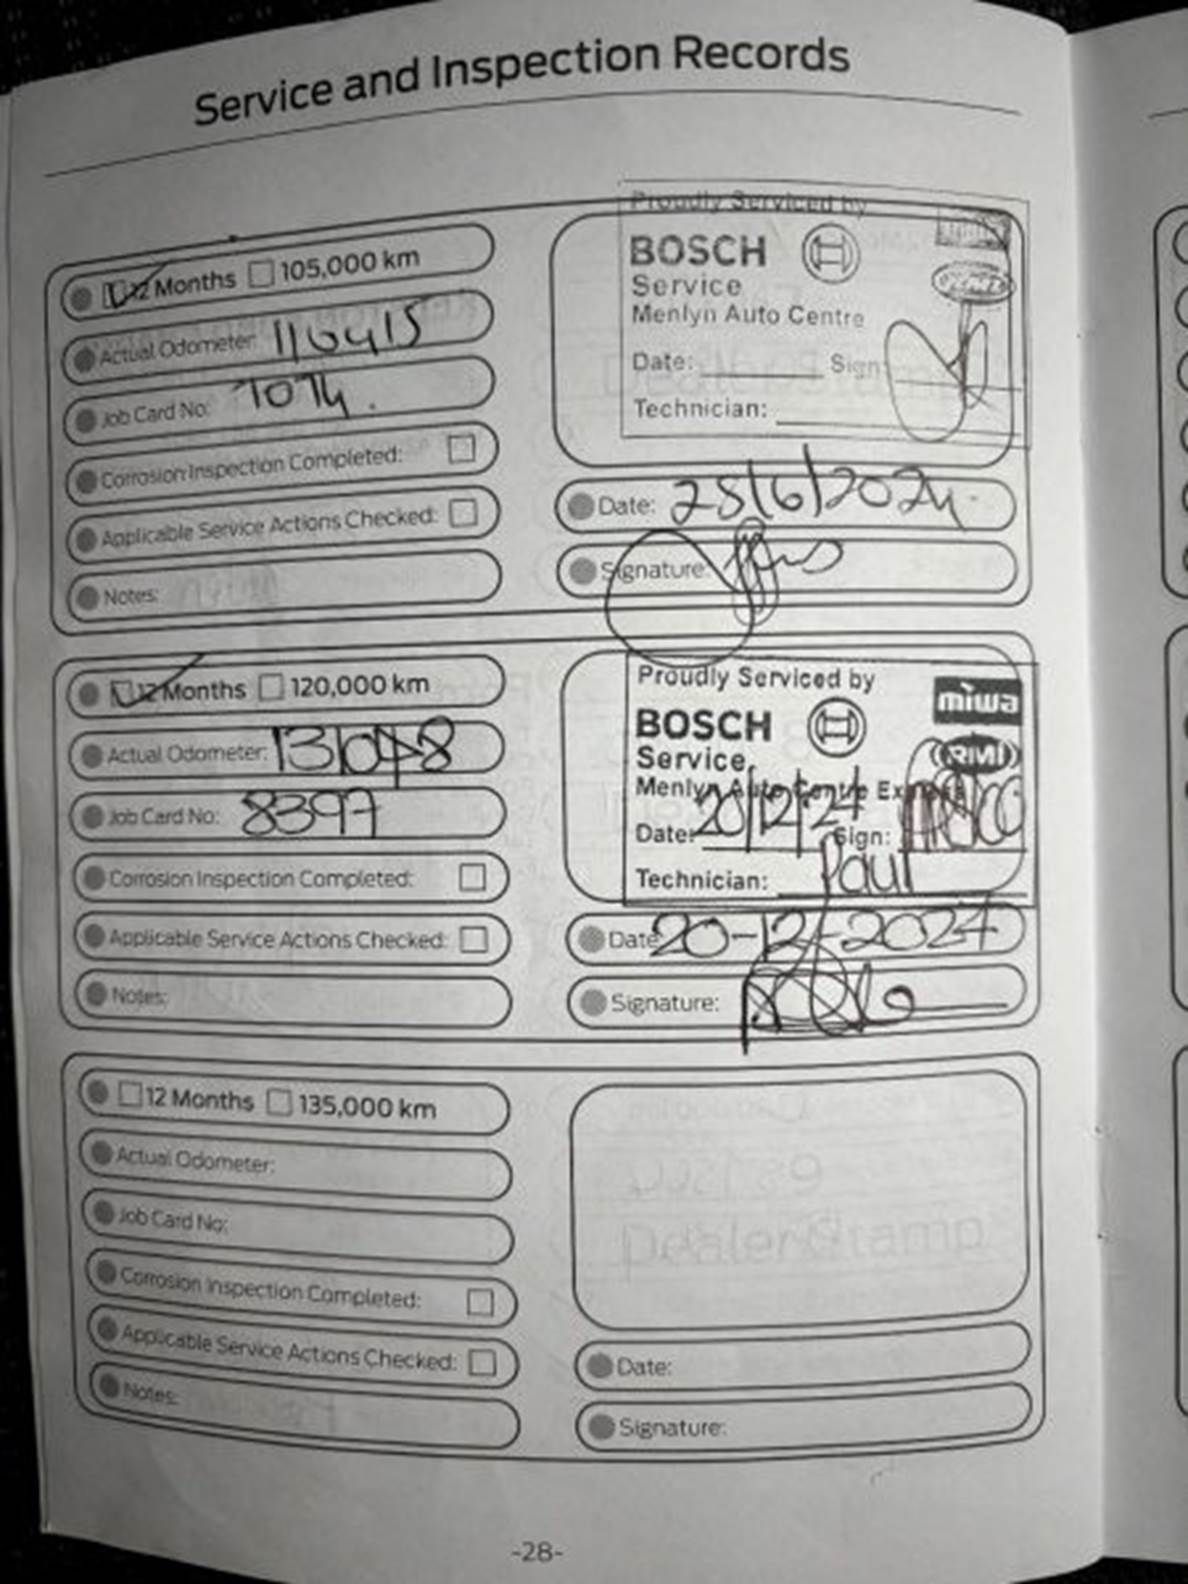 Service and Inspection Records
12 Months 105,000 km
Actual Odometer: 116415
Job Card No:
Corrosion Inspection Completed:
Applicable Service Actions Checked:
Notes:
Proudly Serviced by
BOSCH
Service
Menlyn Auto Centre
Date: Sign:
Technician:
Date: 28/6/2024
Signature:
12 Months 120,000 km
Actual Odometer: 131048
Job Card No: 8397
Corrosion Inspection Completed:
Applicable Service Actions Checked:
Notes:
Proudly Serviced by
miwa
BOSCH
Service
RMI
Menlyn Auto Centre Express
Date: 20/12/24 Sign:
Technician: Paul
Date: 20-12-2024
Signature:
12 Months 135,000 km
Actual Odometer:
Job Card No:
Corrosion Inspection Completed:
Applicable Service Actions Checked:
Notes:
Dealer Stamp
Date:
Signature:
-28-